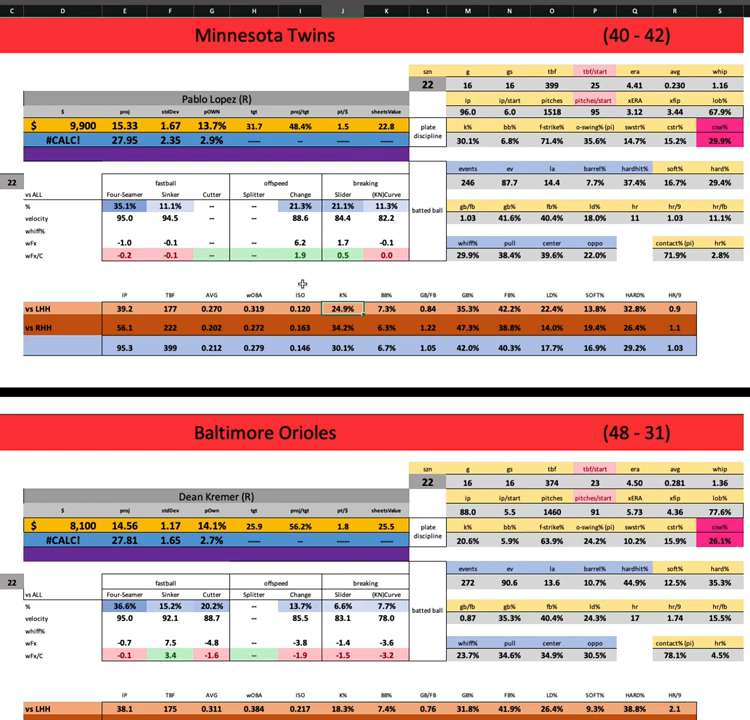 C D E F G H I J K L M N O P Q R S
Minnesota Twins (40 - 42)
szn g gs tbf tbf/start era avg whip
22 16 16 399 25 4.41 0.230 1.16
Pablo Lopez (R) ip ip/start pitches pitches/start xERA xfip lob%
$ proj stdDev pOWN tgt proj/tgt pt/$ sheetsValue 96.0 6.0 1518 95 3.12 3.44 67.9%
$ 9,900 15.33 1.67 13.7% 31.7 48.4% 1.5 22.8 plate discipline k% bb% f-strike% o-swing% (pi) swstr% cstr% csw%
#CALC! 27.95 2.35 2.9% ---- -- ---- ---- 30.1% 6.8% 71.4% 35.6% 14.7% 15.2% 29.9%
events ev la barrel% hardhit% soft% hard%
22 fastball offspeed breaking batted ball 246 87.7 14.4 7.7% 37.4% 16.7% 29.4%
vs ALL Four-Seamer Sinker Cutter Splitter Change Slider (KN)Curve
% 35.1% 11.1% -- -- 21.3% 21.1% 11.3% gb/fb gb% fb% ld% hr hr/9 hr/fb
velocity 95.0 94.5 -- -- 88.6 84.4 82.2 1.03 41.6% 40.4% 18.0% 11 1.03 11.1%
whiff%
wFx -1.0 -0.1 6.2 1.7 -0.1 whiff% pull center oppo contact% (pi) hr%
wFx/C -0.2 -0.1 -- -- 1.9 0.5 0.0 29.9% 38.4% 39.6% 22.0% 71.9% 2.8%
IP TBF AVG wOBA ISO K% BB% GB/FB GB% FB% LD% SOFT% HARD% HR/9
vs LHH 39.2 177 0.270 0.319 0.120 24.9% 7.3% 0.84 35.3% 42.2% 22.4% 13.8% 32.8% 0.9
vs RHH 56.1 222 0.202 0.272 0.163 34.2% 6.3% 1.22 47.3% 38.8% 14.0% 19.4% 26.4% 1.1
95.3 399 0.212 0.279 0.146 30.1% 6.7% 1.05 42.0% 40.3% 17.7% 16.9% 29.2% 1.03
Baltimore Orioles (48 - 31)
szn g gs tbf tbf/start era avg whip
22 16 16 374 23 4.50 0.281 1.36
Dean Kremer (R) ip ip/start pitches pitches/start xERA xfip lob%
$ proj stdDev pOwn tgt proj/tgt pt/$ sheetsValue 88.0 5.5 1460 91 5.73 4.36 77.6%
$ 8,100 14.56 1.17 14.1% 25.9 56.2% 1.8 25.5 plate discipline k% bb% f-strike% o-swing% (pi) swstr% cstr% csw%
#CALC! 27.81 1.65 2.7% ---- -- ---- ---- 20.6% 5.9% 63.9% 24.2% 10.2% 15.9% 26.1%
events ev la barrel% hardhit% soft% hard%
22 fastball offspeed breaking batted ball 272 90.6 13.6 10.7% 44.9% 12.5% 35.3%
vs ALL Four-Seamer Sinker Cutter Splitter Change Slider (KN)Curve
% 36.6% 15.2% 20.2% -- 13.7% 6.6% 7.6% gb/fb gb% fb% ld% hr hr/9 hr/fb
velocity 95.0 92.1 88.7 85.5 83.1 78.0 0.87 35.3% 40.4% 24.3% 17 1.74 15.5%
whiff%
wFx -0.7 7.5 -4.8 -3.8 -1.4 -3.6 whiff% pull center oppo contact% (pi) hr%
wFx/C -0.1 3.4 -1.6 -- -1.9 -1.5 -3.2 23.7% 34.6% 34.9% 30.5% 78.1% 4.5%
IP TBF AVG wOBA ISO K% BB% GB/FB GB% FB% LD% SOFT% HARD% HR/9
vs LHH 38.1 175 0.311 0.384 0.217 18.3% 7.4% 0.76 31.8% 41.9% 26.4% 9.3% 38.8% 2.1